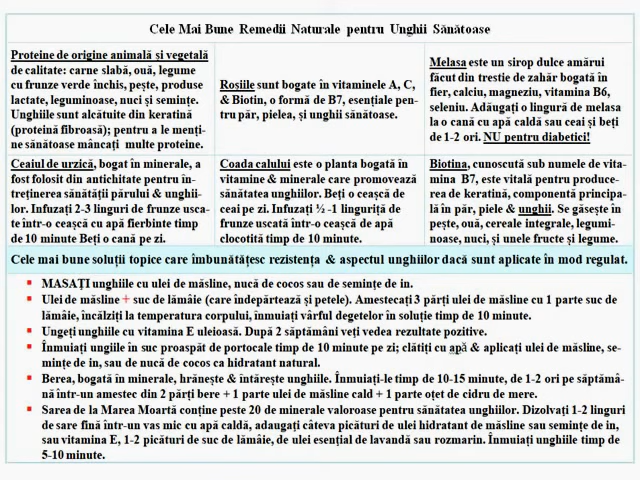 Cele Mai Bune Remedii Naturale pentru Unghii Sănătoase
Proteine de origine animală și vegetală
de calitate: carne slabă, ouă, legume
cu frunze verde închis, pește, produse
lactate, leguminoase, nuci și semințe.
Unghiile sunt alcătuite din keratină
(proteină fibroasă); pentru a le menți-
ne sănătoase mâncați multe proteine.
Roșiile sunt bogate în vitaminele A, C,
& Biotin, o formă de B7, esențiale pen-
tru păr, pielea, și unghii sănătoase.
Melasa este un sirop dulce amărui
făcut din trestie de zahăr bogată în
fier, calciu, magneziu, vitamina B6,
seleniu. Adăugați o lingură de melasa
la o cană cu apă caldă sau ceai și beți
de 1-2 ori. NU pentru diabetici!
Ceaiul de urzică, bogat în minerale, a
fost folosit din antichitate pentru în-
treținerea sănătății părului & unghii-
lor. Infuzați 2-3 linguri de frunze usca-
te într-o ceașcă cu apă fierbinte timp
de 10 minute Beți o cană pe zi.
Coada calului este o planta bogată în
vitamine & minerale care promovează
sănătatea unghiilor. Beți o ceașcă de
ceai pe zi. Infuzați ½ -1 linguriță de
frunze uscată într-o ceașcă de apă
clocotită timp de 10 minute.
Biotina, cunoscută sub numele de vita-
mina B7, este vitală pentru produce-
rea de keratină, componentă principa-
lă în păr, piele & unghii. Se găsește în
pește, ouă, cereale integrale, legumi-
noase, nuci, și unele fructe și legume.
Cele mai bune soluții topice care îmbunătățesc rezistența & aspectul unghiilor dacă sunt aplicate în mod regulat.
▪ MASAȚI unghiile cu ulei de măsline, nucă de cocos sau de semințe de in.
▪ Ulei de măsline + suc de lămâie (care îndepărtează și petele). Amestecați 3 părți ulei de măsline cu 1 parte suc de
lămâie, încălziți la temperatura corpului, înmuiați vârful degetelor în soluție timp de 10 minute.
▪ Ungeți unghiile cu vitamina E uleioasă. După 2 săptămâni veți vedea rezultate pozitive.
▪ Înmuiați ungiile în suc proaspăt de portocale timp de 10 minute pe zi; clătiți cu apă & aplicați ulei de măsline, se-
mințe de in, sau de nucă de cocos ca hidratant natural.
▪ Berea, bogată în minerale, hrănește & întărește unghiile. Înmuiați-le timp de 10-15 minute, de 1-2 ori pe săptămâ-
nă într-un amestec din 2 părți bere + 1 parte ulei măsline cald + 1 parte oțet de cidru de mere.
▪ Sarea de la Marea Moartă conține peste 20 de minerale valoroase pentru sănătatea unghiilor. Dizolvați 1-2 linguri
de sare fină într-un vas mic cu apă caldă, adaugați câteva picături de ulei hidratant de măsline sau semințe de in,
sau vitamina E, 1-2 picături de suc de lămâie, de ulei esențial de lavandă sau rozmarin. Înmuiați unghiile timp de
5-10 minute.